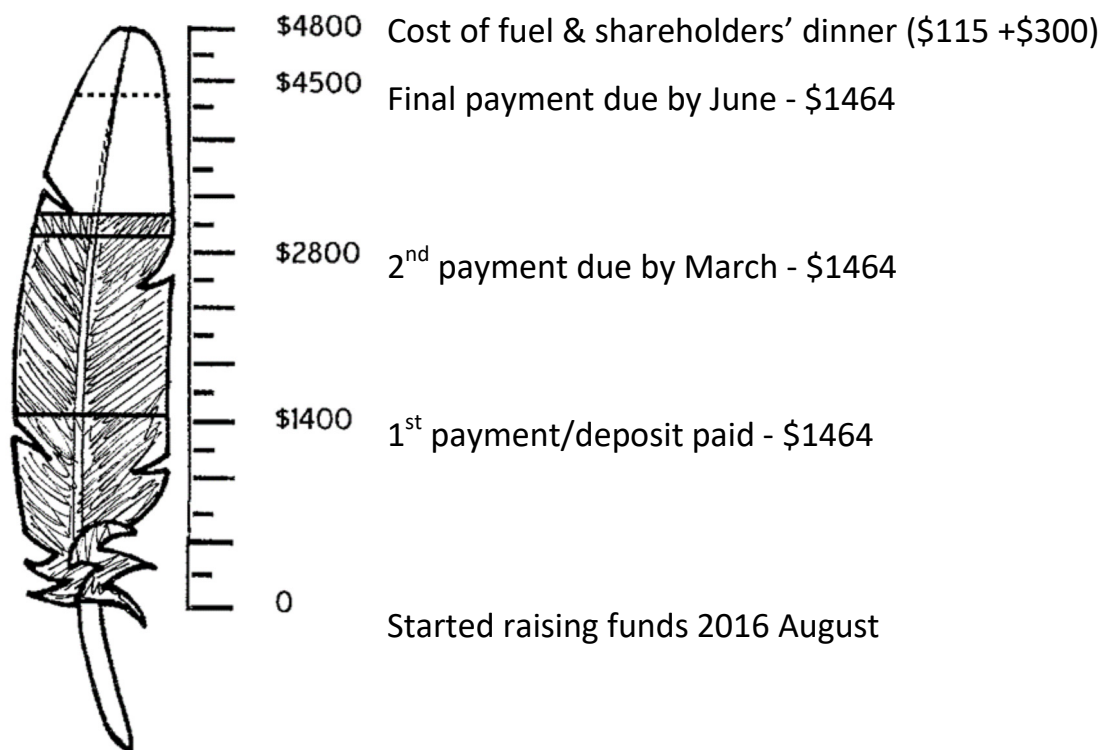 $4800 Cost of fuel & shareholders’ dinner ($115 +$300)
$4500 Final payment due by June - $1464
$2800 2nd payment due by March - $1464
$1400 1st payment/deposit paid - $1464
0
Started raising funds 2016 August